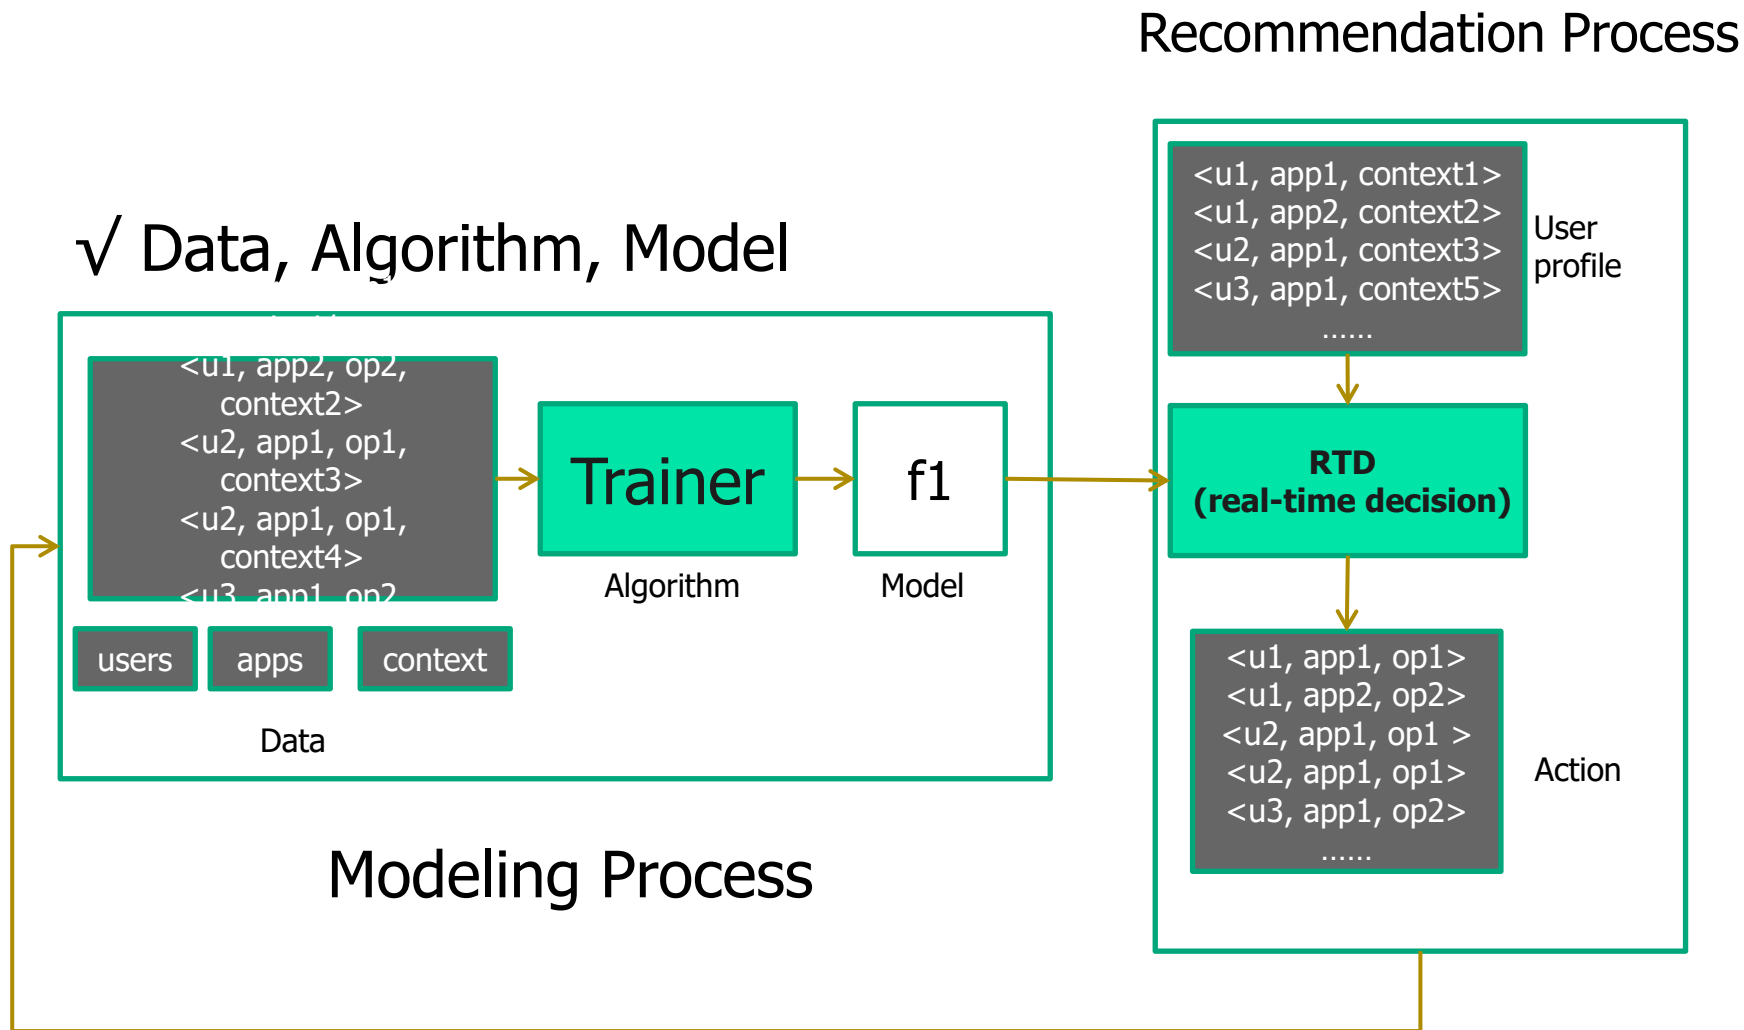 Recommendation Process
√ Data, Algorithm, Model
<u1, app2, op2,
context2>
<u2, app1, op1,
context3>
<u2, app1, op1,
context4>
<u3, app1, op2,
users
apps
context
Data
Trainer
Algorithm
f1
Model
Modeling Process
<u1, app1, context1>
<u1, app2, context2>
<u2, app1, context3>
<u3, app1, context5>
......
User
profile
RTD
(real-time decision)
<u1, app1, op1>
<u1, app2, op2>
<u2, app1, op1 >
<u2, app1, op1>
<u3, app1, op2>
......
Action